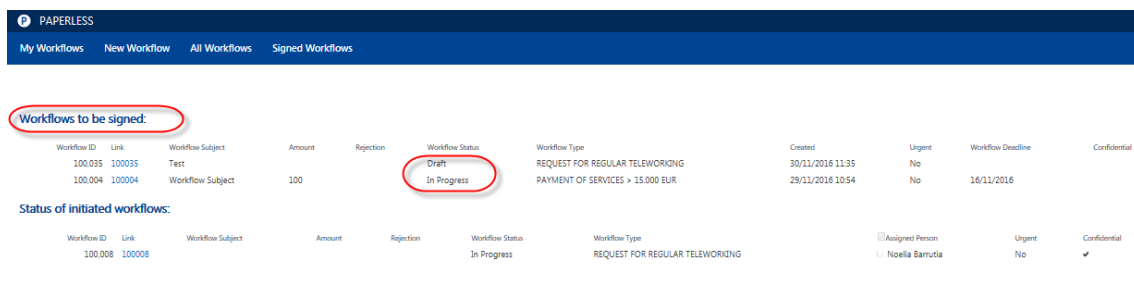 P PAPERLESS
My Workflows New Workflow All Workflows Signed Workflows
Workflows to be signed:
Workflow ID Link Workflow Subject Amount Rejection Workflow Status Workflow Type Created Urgent Workflow Deadline Confidential
100,035 100035 Test Draft REQUEST FOR REGULAR TELEWORKING 30/11/2016 11:35 No
100,004 100004 Workflow Subject 100 In Progress PAYMENT OF SERVICES > 15.000 EUR 29/11/2016 10:54 No 16/11/2016
Status of initiated workflows:
Workflow ID Link Workflow Subject Amount Rejection Workflow Status Workflow Type Assigned Person Urgent Confidential
100,008 100008 In Progress REQUEST FOR REGULAR TELEWORKING Noelia Barrutia No ✔